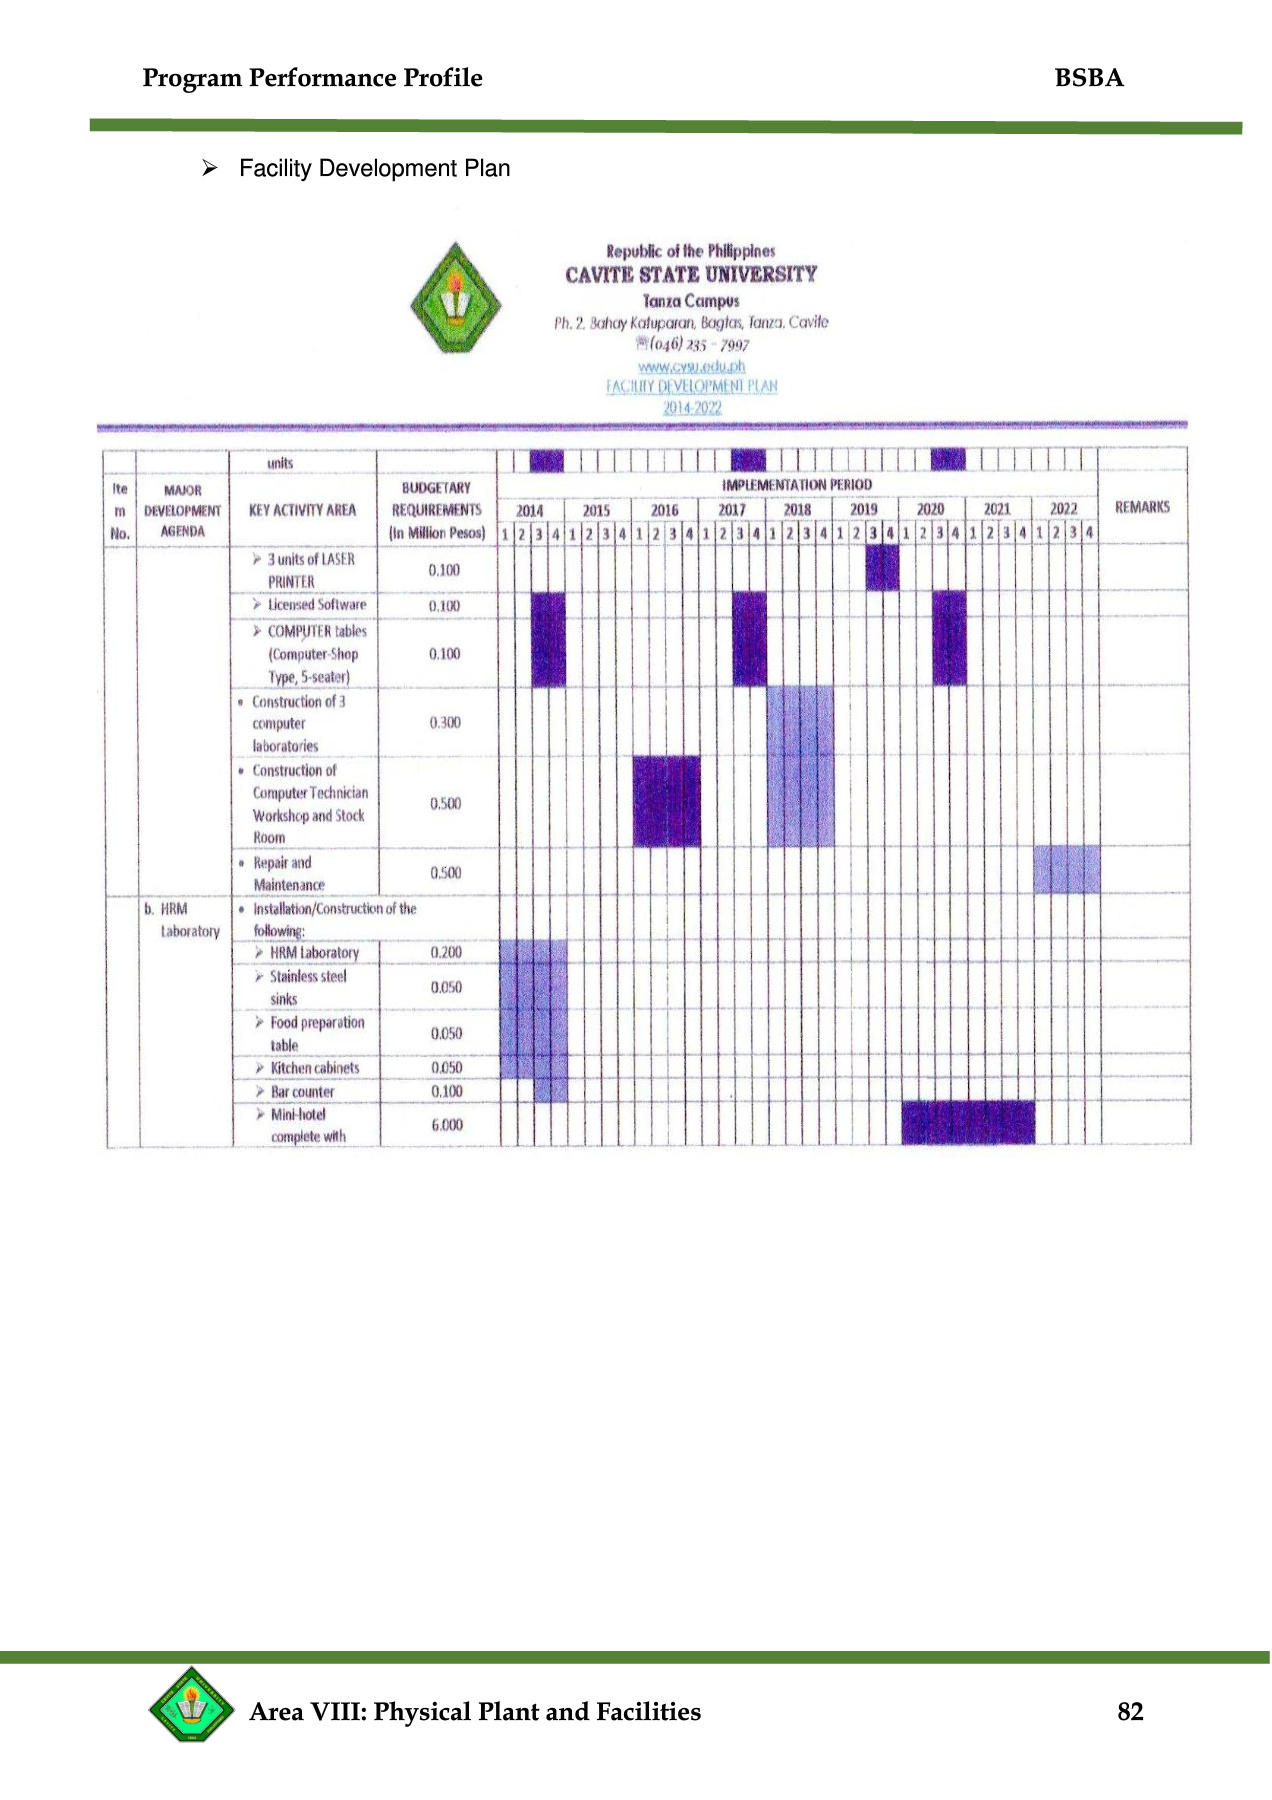 Program Performance Profile BSBA
➢ Facility Development Plan
Republic of the Philippines
CAVITE STATE UNIVERSITY
Tanza Campus
Ph. 2, Bahay Katuparan, Bagtas, Tanza, Cavite
☏(046) 235 - 7997
www.cvsu.edu.ph
FACILITY DEVELOPMENT PLAN
2014-2022
units
Ite
m
No.
MAJOR
DEVELOPMENT
AGENDA
KEY ACTIVITY AREA
BUDGETARY
REQUIREMENTS
(In Million Pesos)
IMPLEMENTATION PERIOD
2014 2015 2016 2017 2018 2019 2020 2021 2022
1 2 3 4 1 2 3 4 1 2 3 4 1 2 3 4 1 2 3 4 1 2 3 4 1 2 3 4 1 2 3 4 1 2 3 4
REMARKS
➢ 3 units of LASER
PRINTER
0.100
➢ Licensed Software 0.100
➢ COMPUTER tables
(Computer-Shop
Type, 5-seater)
0.100
• Construction of 3
computer
laboratories
0.300
• Construction of
Computer Technician
Workshop and Stock
Room
0.500
• Repair and
Maintenance
0.500
b. HRM
Laboratory
• Installation/Construction of the
following:
➢ HRM Laboratory 0.200
➢ Stainless steel
sinks
0.050
➢ Food preparation
table
0.050
➢ Kitchen cabinets 0.050
➢ Bar counter 0.100
➢ Mini-hotel
complete with
6.000
Area VIII: Physical Plant and Facilities 82